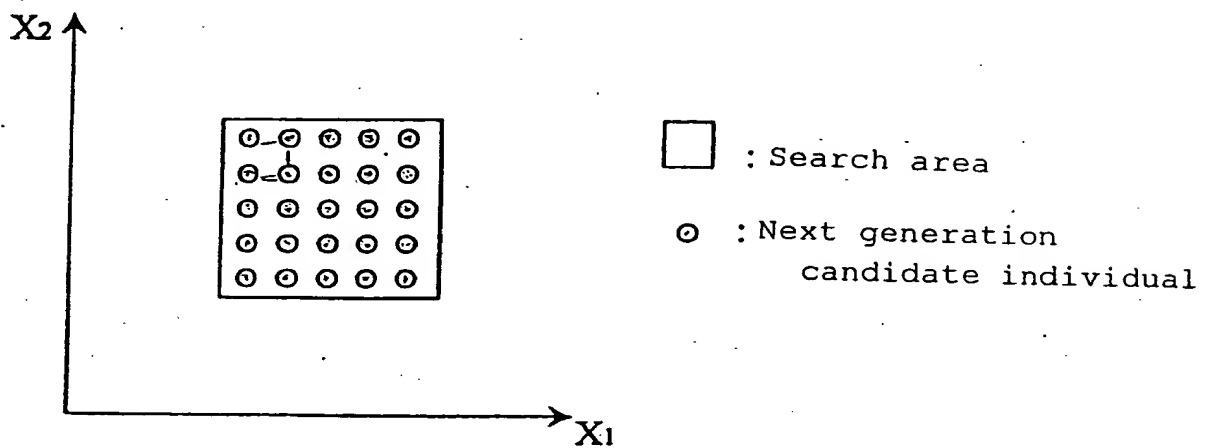 X2
: Search area
: Next generation
candidate individual
X1